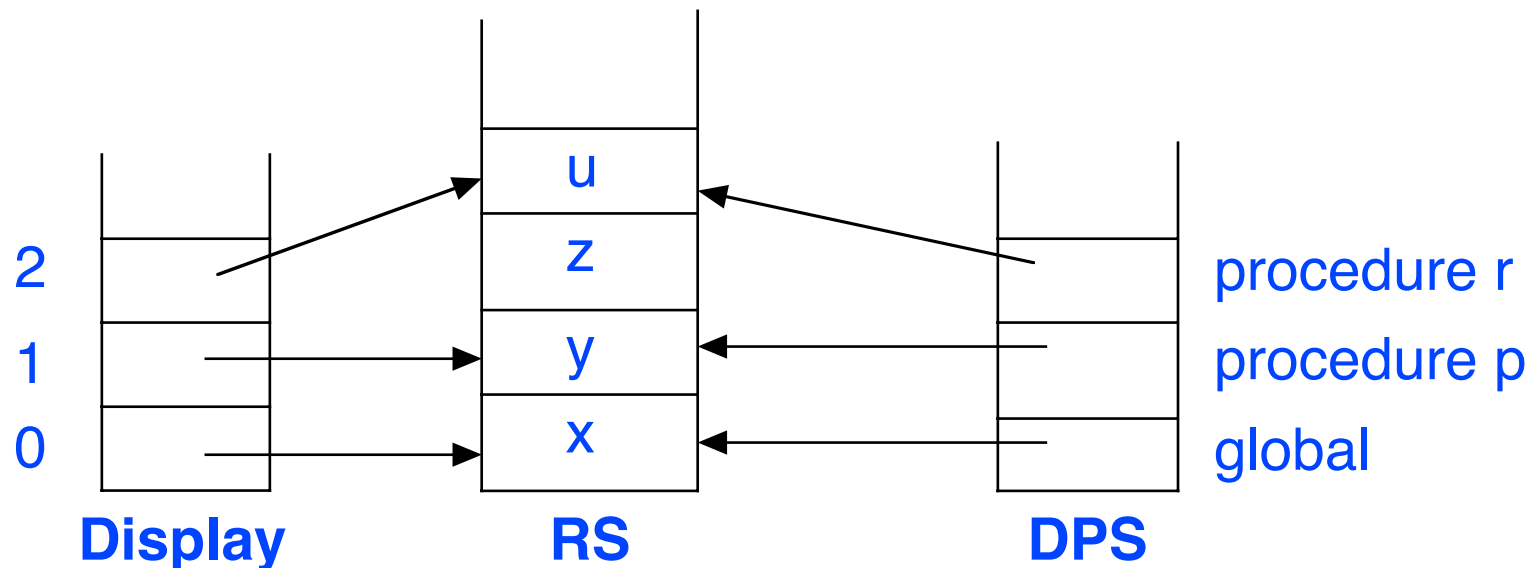 u
2
z
procedure r
1
y
procedure p
0
x
global
Display
RS
DPS